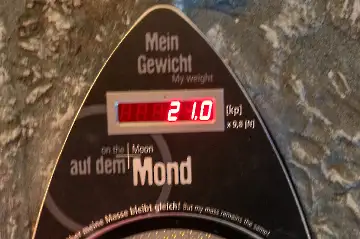 Mein
Gewicht
My weight
21.0 [kp]
x 9,8 [N]
on the Moon
auf dem Mond
meine Masse bleibt gleich! But my mass remains the same!